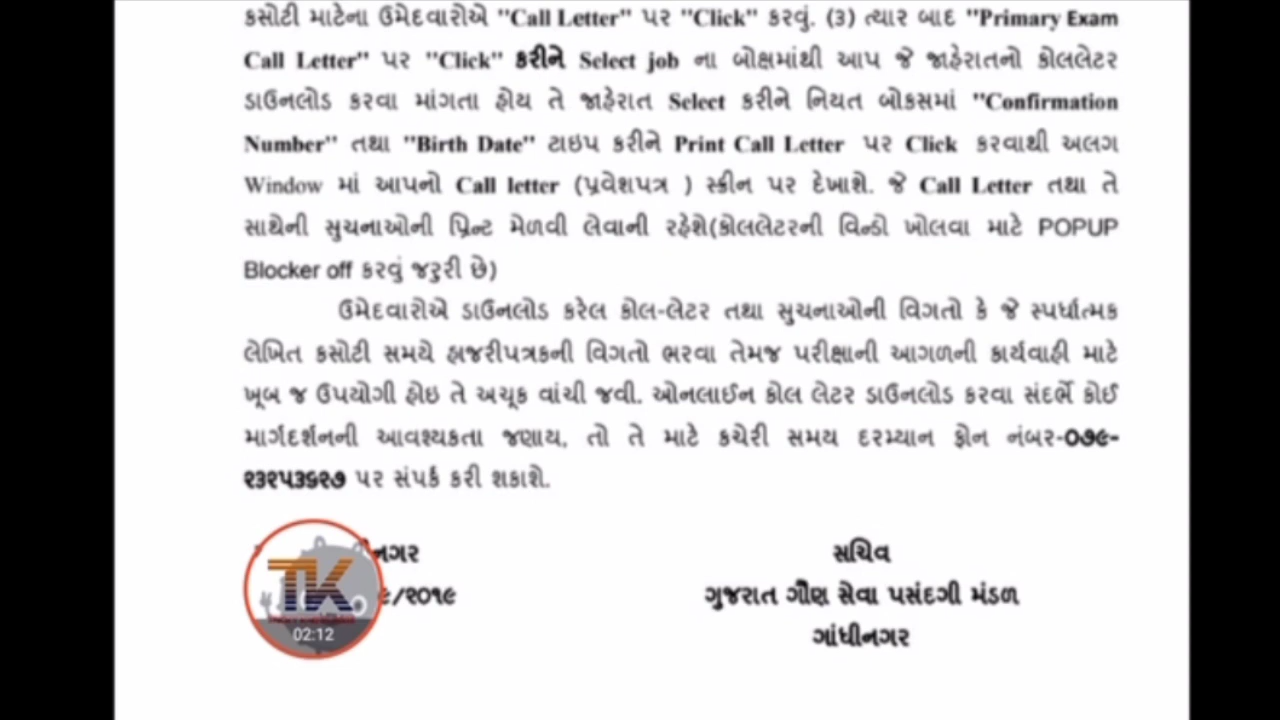 કસોટી માટેના ઉમેદવારોએ "Call Letter" પર "Click" કરવું. (૩) ત્યાર બાદ "Primary Exam
Call Letter" પર "Click" કરીને Select job ના બોક્ષમાંથી આપ જે જાહેરાતનો કોલલેટર
ડાઉનલોડ કરવા માંગતા હોય તે જાહેરાત Select કરીને નિયત બોકસમાં "Confirmation
Number" તથા "Birth Date" ટાઇપ કરીને Print Call Letter પર Click કરવાથી અલગ
Window માં આપનો Call letter (પ્રવેશપત્ર ) સ્ક્રીન પર દેખાશે. જે Call Letter તથા તે
સાથેની સુચનાઓની પ્રિન્ટ મેળવી લેવાની રહેશે(કોલલેટરની વિન્ડો ખોલવા માટે POPUP
Blocker off કરવું જરુરી છે)
ઉમેદવારોએ ડાઉનલોડ કરેલ કોલ-લેટર તથા સુચનાઓની વિગતો કે જે સ્પર્ધાત્મક
લેખિત કસોટી સમયે હાજરીપત્રકની વિગતો ભરવા તેમજ પરીક્ષાની આગળની કાર્યવાહી માટે
ખૂબ જ ઉપયોગી હોઇ તે અચૂક વાંચી જવી. ઓનલાઈન કોલ લેટર ડાઉનલોડ કરવા સંદર્ભે કોઈ
માર્ગદર્શનની આવશ્યકતા જણાય, તો તે માટે કચેરી સમય દરમ્યાન ફોન નંબર-૦૭૯-
૨૩૨૫૩૬૨૭ પર સંપર્ક કરી શકાશે.
ીનગર
૯/૨૦૧૯
TK
02:12
સચિવ
ગુજરાત ગૌણ સેવા પસંદગી મંડળ
ગાંધીનગર